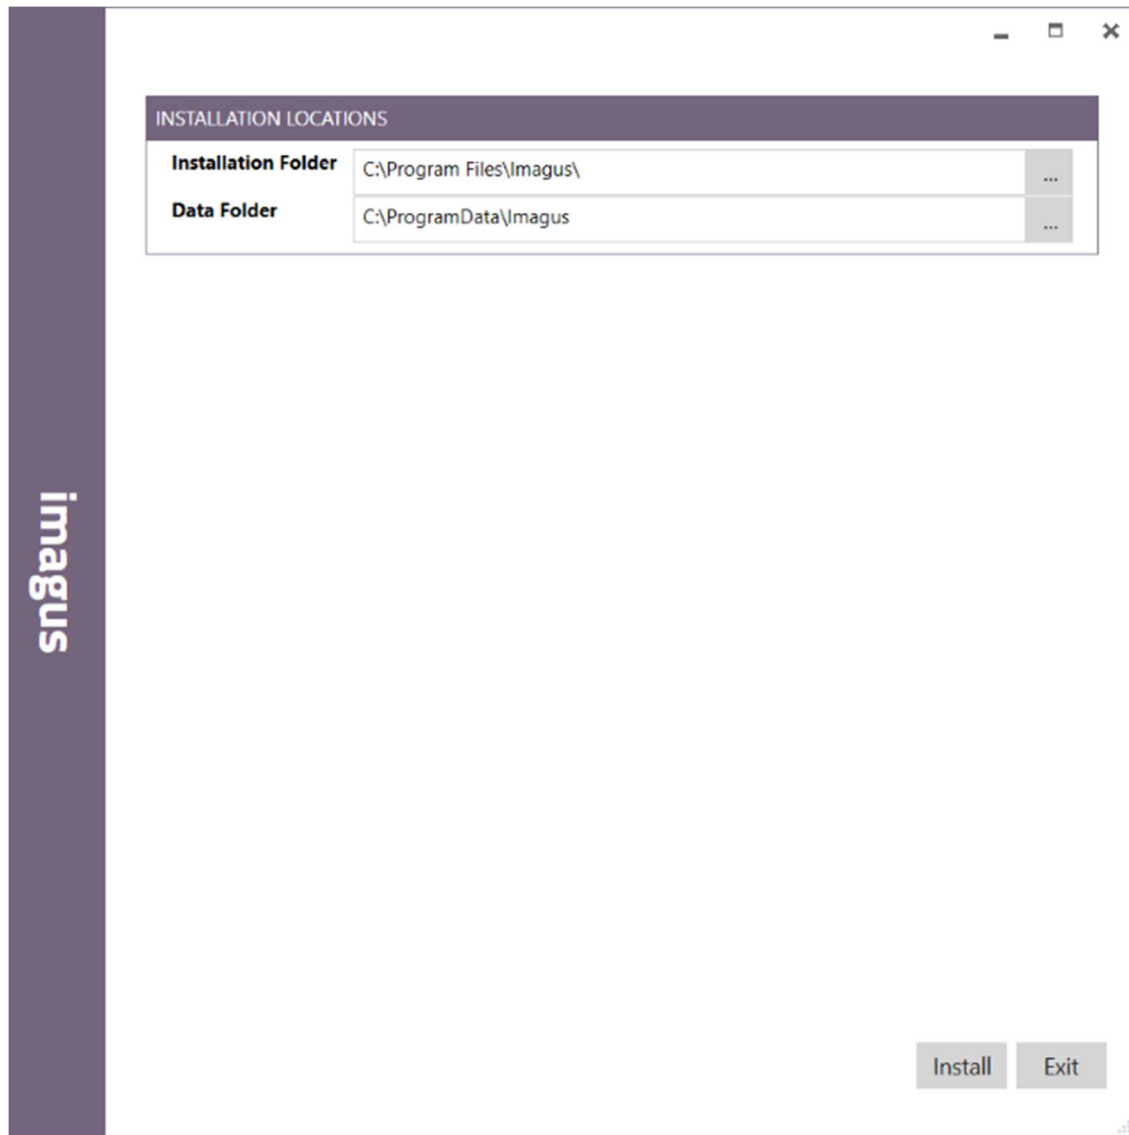 imagus
INSTALLATION LOCATIONS
Installation Folder C:\Program Files\Imagus\ ...
Data Folder C:\ProgramData\Imagus ...
Install Exit